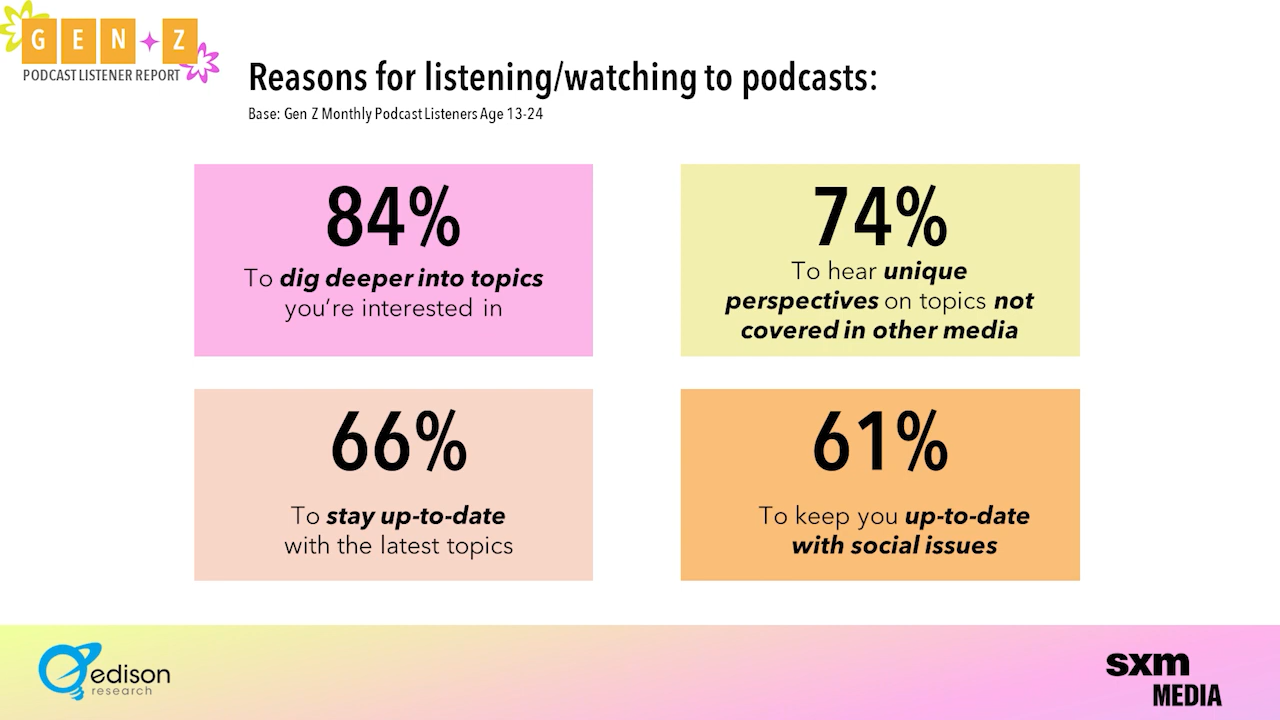 GEN Z
PODCAST LISTENER REPORT
Reasons for listening/watching to podcasts:
Base: Gen Z Monthly Podcast Listeners Age 13-24
84%
To dig deeper into topics
you're interested in
74%
To hear unique
perspectives on topics not
covered in other media
66%
To stay up-to-date
with the latest topics
61%
To keep you up-to-date
with social issues
edison
research
sxm
MEDIA